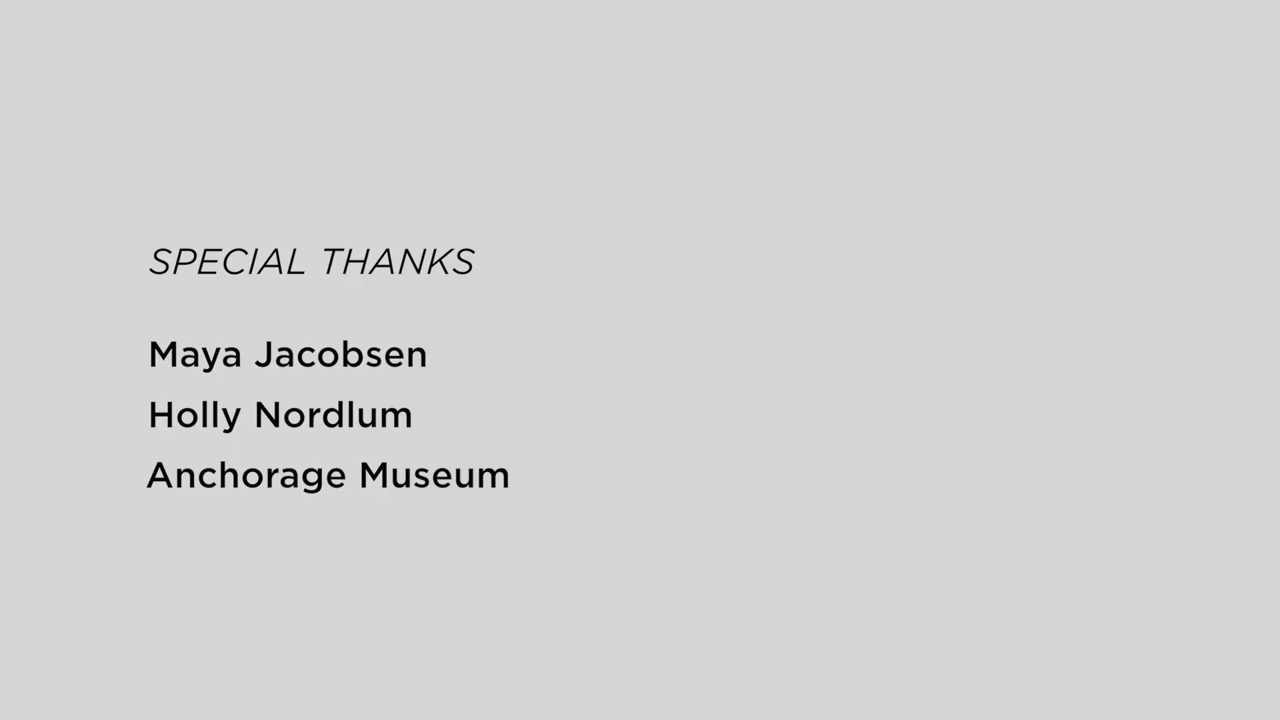 SPECIAL THANKS
Maya Jacobsen
Holly Nordlum
Anchorage Museum